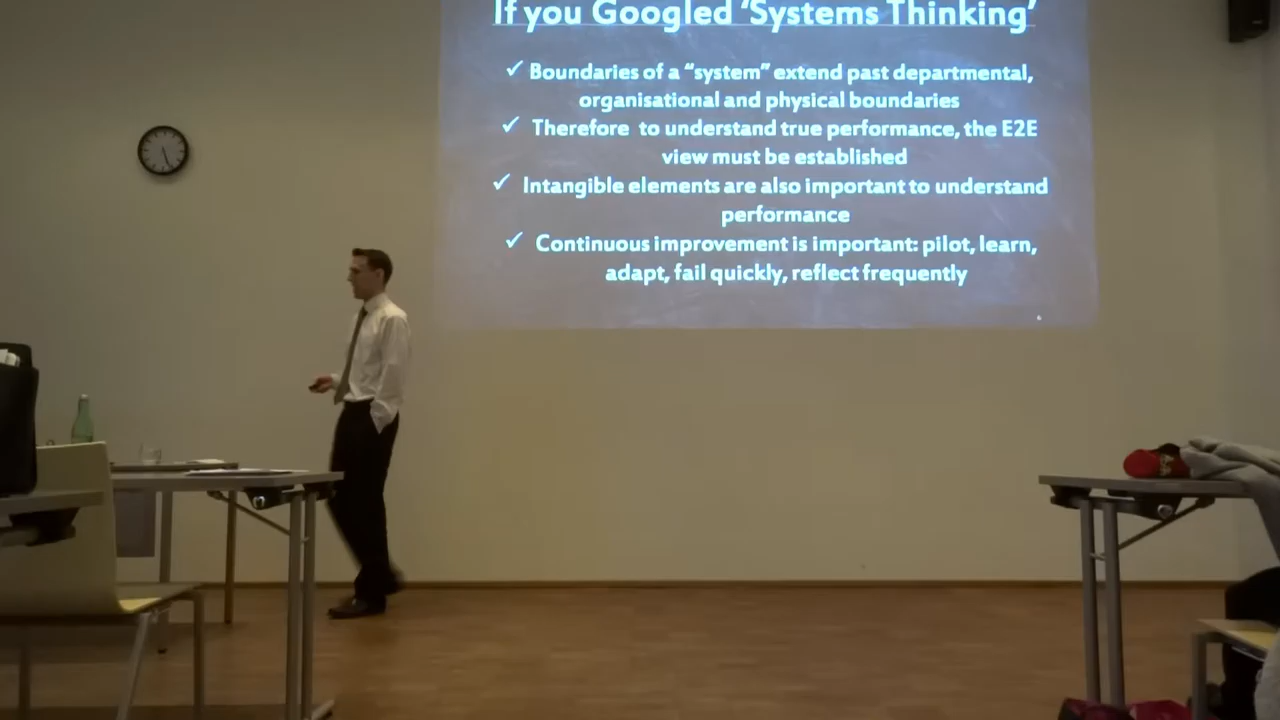 If you Googled ‘Systems Thinking’
✓ Boundaries of a “system” extend past departmental,
organisational and physical boundaries
✓ Therefore to understand true performance, the E2E
view must be established
✓ Intangible elements are also important to understand
performance
✓ Continuous improvement is important: pilot, learn,
adapt, fail quickly, reflect frequently